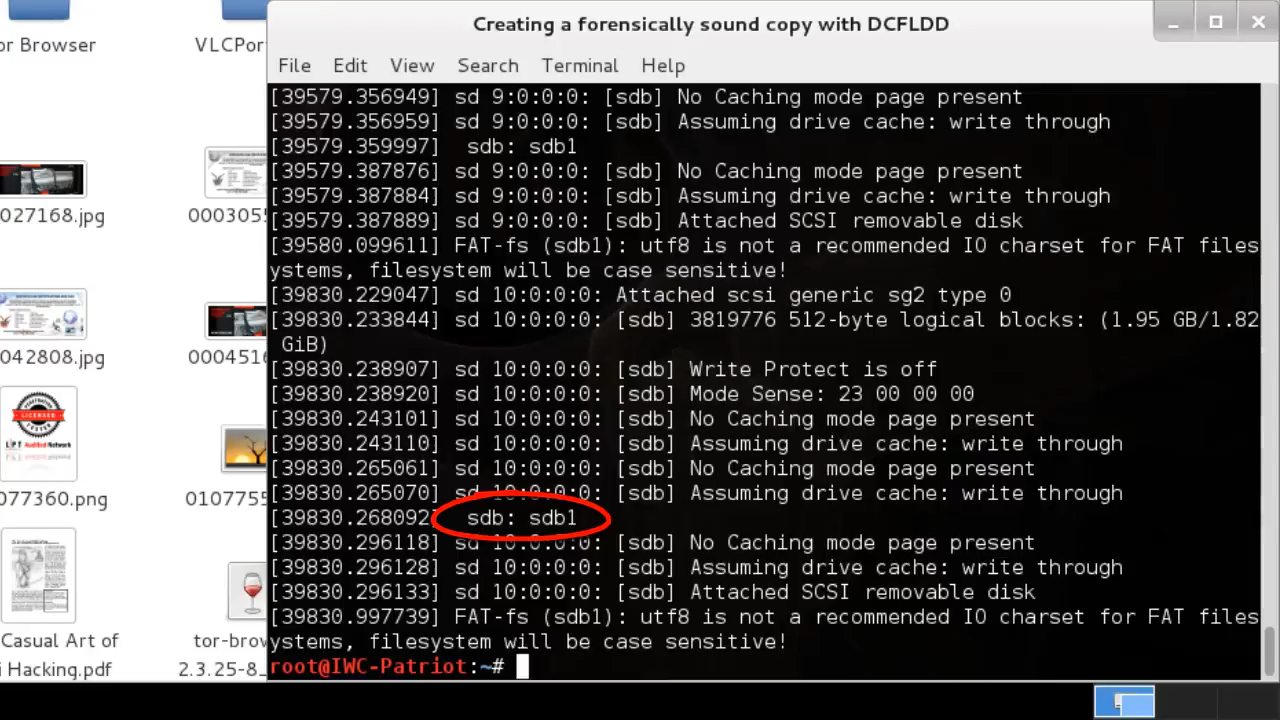 Creating a forensically sound copy with DCFLDD
File Edit View Search Terminal Help
[39579.356949] sd 9:0:0:0: [sdb] No Caching mode page present
[39579.356959] sd 9:0:0:0: [sdb] Assuming drive cache: write through
[39579.359997]  sdb: sdb1
[39579.387876] sd 9:0:0:0: [sdb] No Caching mode page present
[39579.387884] sd 9:0:0:0: [sdb] Assuming drive cache: write through
[39579.387889] sd 9:0:0:0: [sdb] Attached SCSI removable disk
[39580.099611] FAT-fs (sdb1): utf8 is not a recommended IO charset for FAT files
ystems, filesystem will be case sensitive!
[39830.229047] sd 10:0:0:0: Attached scsi generic sg2 type 0
[39830.233844] sd 10:0:0:0: [sdb] 3819776 512-byte logical blocks: (1.95 GB/1.82
 GiB)
[39830.238907] sd 10:0:0:0: [sdb] Write Protect is off
[39830.238920] sd 10:0:0:0: [sdb] Mode Sense: 23 00 00 00
[39830.243101] sd 10:0:0:0: [sdb] No Caching mode page present
[39830.243110] sd 10:0:0:0: [sdb] Assuming drive cache: write through
[39830.265061] sd 10:0:0:0: [sdb] No Caching mode page present
[39830.265070] sd 10:0:0:0: [sdb] Assuming drive cache: write through
[39830.268092]  sdb: sdb1
[39830.296118] sd 10:0:0:0: [sdb] No Caching mode page present
[39830.296128] sd 10:0:0:0: [sdb] Assuming drive cache: write through
[39830.296133] sd 10:0:0:0: [sdb] Attached SCSI removable disk
[39830.997739] FAT-fs (sdb1): utf8 is not a recommended IO charset for FAT files
ystems, filesystem will be case sensitive!
root@IWC-Patriot:~#
or Browser
VLCPor
027168.jpg
0003055
042808.jpg
0004516
LICENSED
LPT Audited Network
077360.png
0107755
Casual Art of
i Hacking.pdf
tor-brow
2.3.25-8_